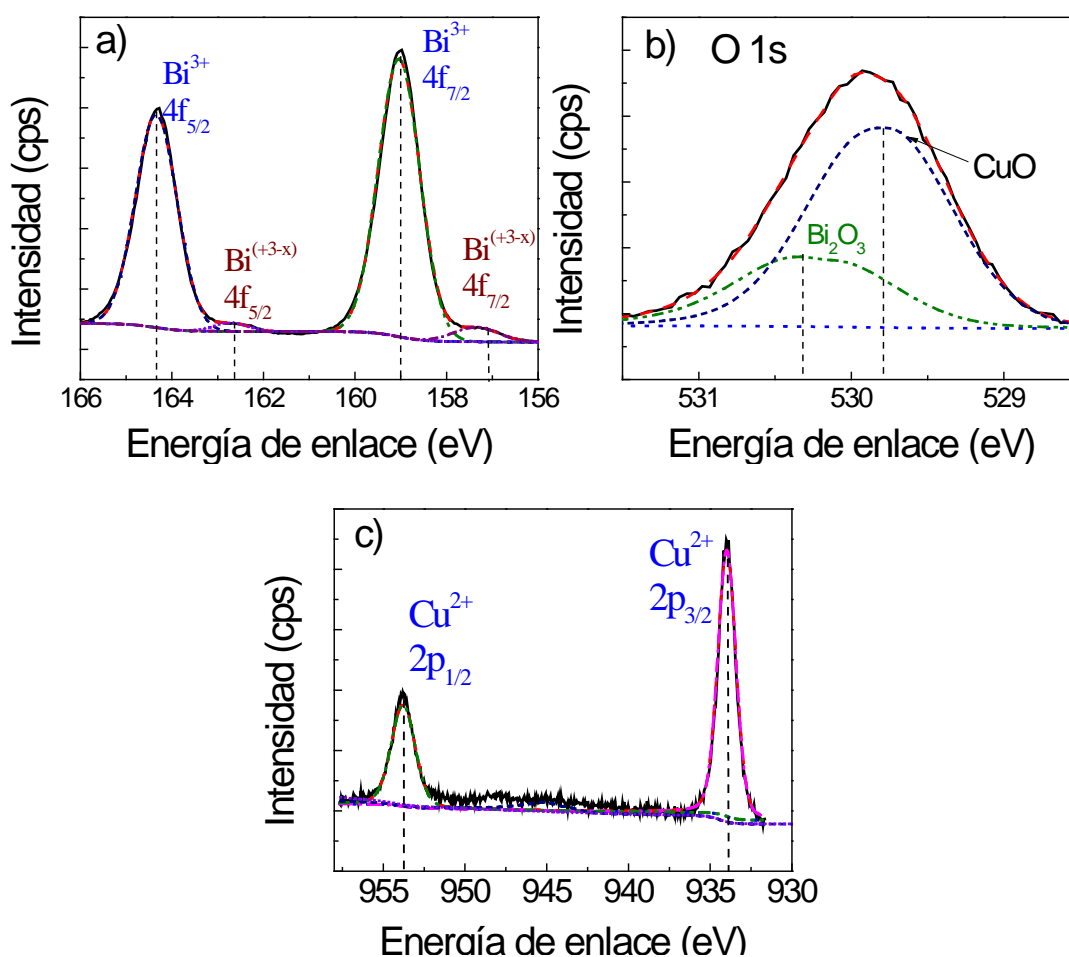 a)
Bi3+
4f5/2
Bi3+
4f7/2
Bi(+3-x)
4f5/2
Bi(+3-x)
4f7/2
Intensidad (cps)
166 164 162 160 158 156
Energía de enlace (eV)
b) O 1s
CuO
Bi2O3
Intensidad (cps)
531 530 529
Energía de enlace (eV)
c)
Cu2+
2p3/2
Cu2+
2p1/2
Intensidad (cps)
955 950 945 940 935 930
Energía de enlace (eV)